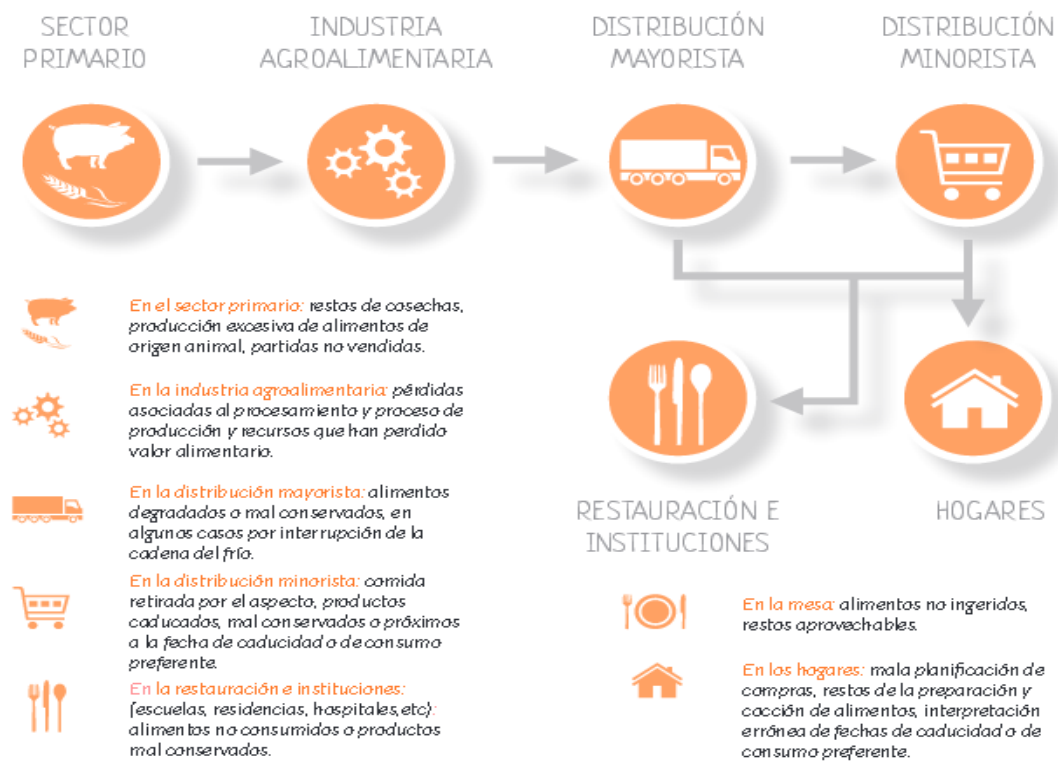 SECTOR
PRIMARIO
INDUSTRIA
AGROALIMENTARIA
DISTRIBUCIÓN
MAYORISTA
DISTRIBUCIÓN
MINORISTA
En el sector primario: restos de cosechas,
producción excesiva de alimentos de
origen animal, partidas no vendidas.
En la industria agroalimentaria: pérdidas
asociadas al procesamiento y proceso de
producción y recursos que han perdido
valor alimentario.
En la distribución mayorista: alimentos
degradados o mal conservados, en
algunos casos por interrupción de la
cadena del frío.
En la distribución minorista: comida
retirada por el aspecto, productos
caducados, mal conservados o próximos
a la fecha de caducidad o de consumo
preferente.
En la restauración e instituciones:
(escuelas, residencias, hospitales,etc):
alimentos no consumidos o productos
mal conservados.
RESTAURACIÓN E
INSTITUCIONES
HOGARES
En la mesa: alimentos no ingeridos,
restos aprovechables.
En los hogares: mala planificación de
compras, restos de la preparación y
cocción de alimentos, interpretación
errónea de fechas de caducidad o de
consumo preferente.